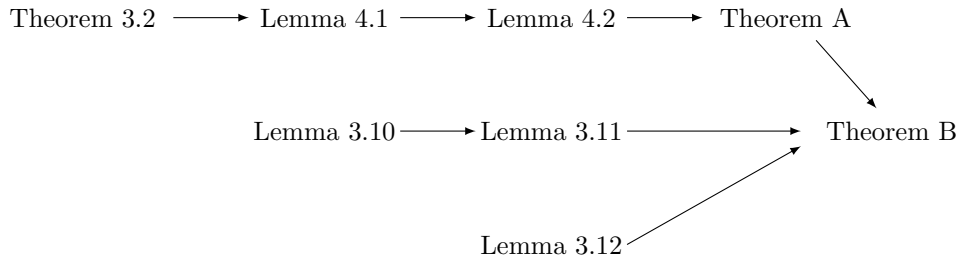 Theorem 3.2 Lemma 4.1 Lemma 4.2 Theorem A
Lemma 3.10 Lemma 3.11 Theorem B
Lemma 3.12